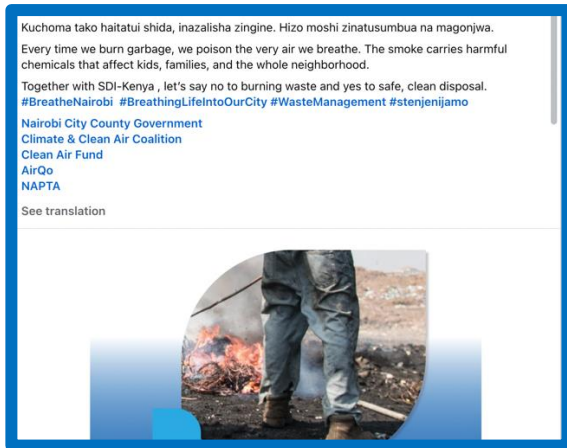 Kuchoma tako haitatui shida, inazalisha zingine. Hizo moshi zinatusumbua na magonjwa.
Every time we burn garbage, we poison the very air we breathe. The smoke carries harmful
chemicals that affect kids, families, and the whole neighborhood.
Together with SDI-Kenya , let’s say no to burning waste and yes to safe, clean disposal.
#BreatheNairobi #BreathingLifeIntoOurCity #WasteManagement #stenjenijamo
Nairobi City County Government
Climate & Clean Air Coalition
Clean Air Fund
AirQo
NAPTA
See translation